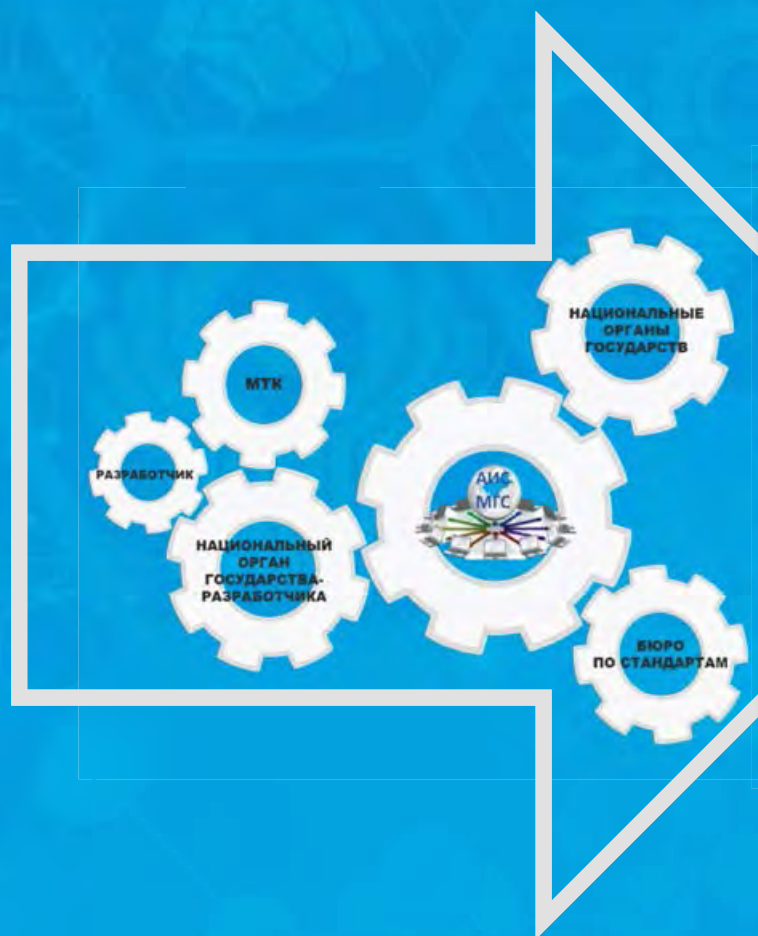 НАЦИОНАЛЬНЫЕ
ОРГАНЫ
ГОСУДАРСТВ
МТК
РАЗРАБОТЧИК
АИС
МГС
НАЦИОНАЛЬНЫЙ
ОРГАН
ГОСУДАРСТВА-
РАЗРАБОТЧИКА
БЮРО
ПО СТАНДАРТАМ